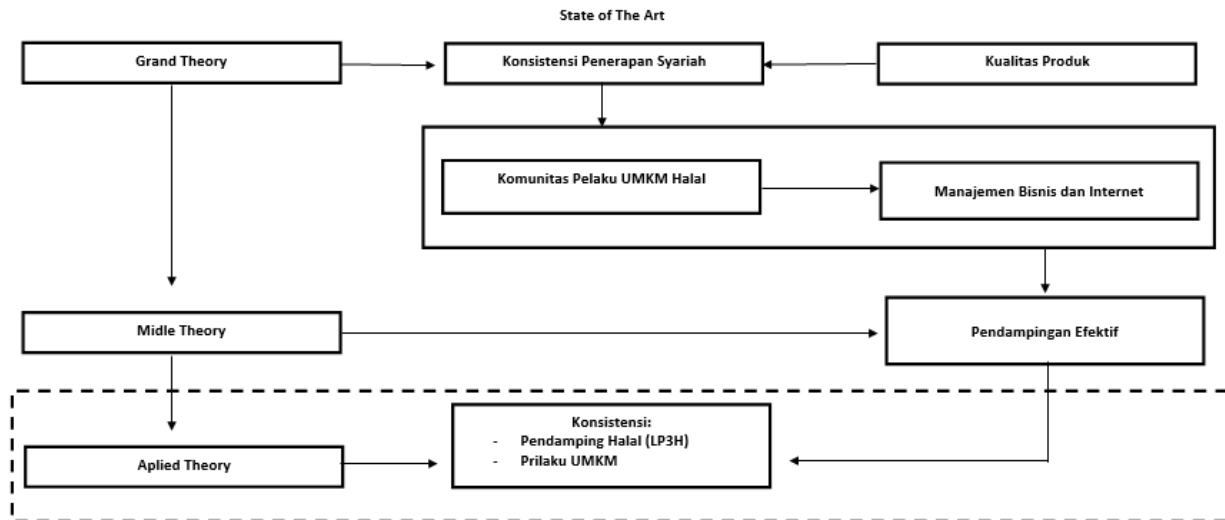 State of The Art
Grand Theory
Konsistensi Penerapan Syariah
Kualitas Produk
Komunitas Pelaku UMKM Halal
Manajemen Bisnis dan Internet
Midle Theory
Pendampingan Efektif
Konsistensi:
- Pendamping Halal (LP3H)
- Prilaku UMKM
Aplied Theory